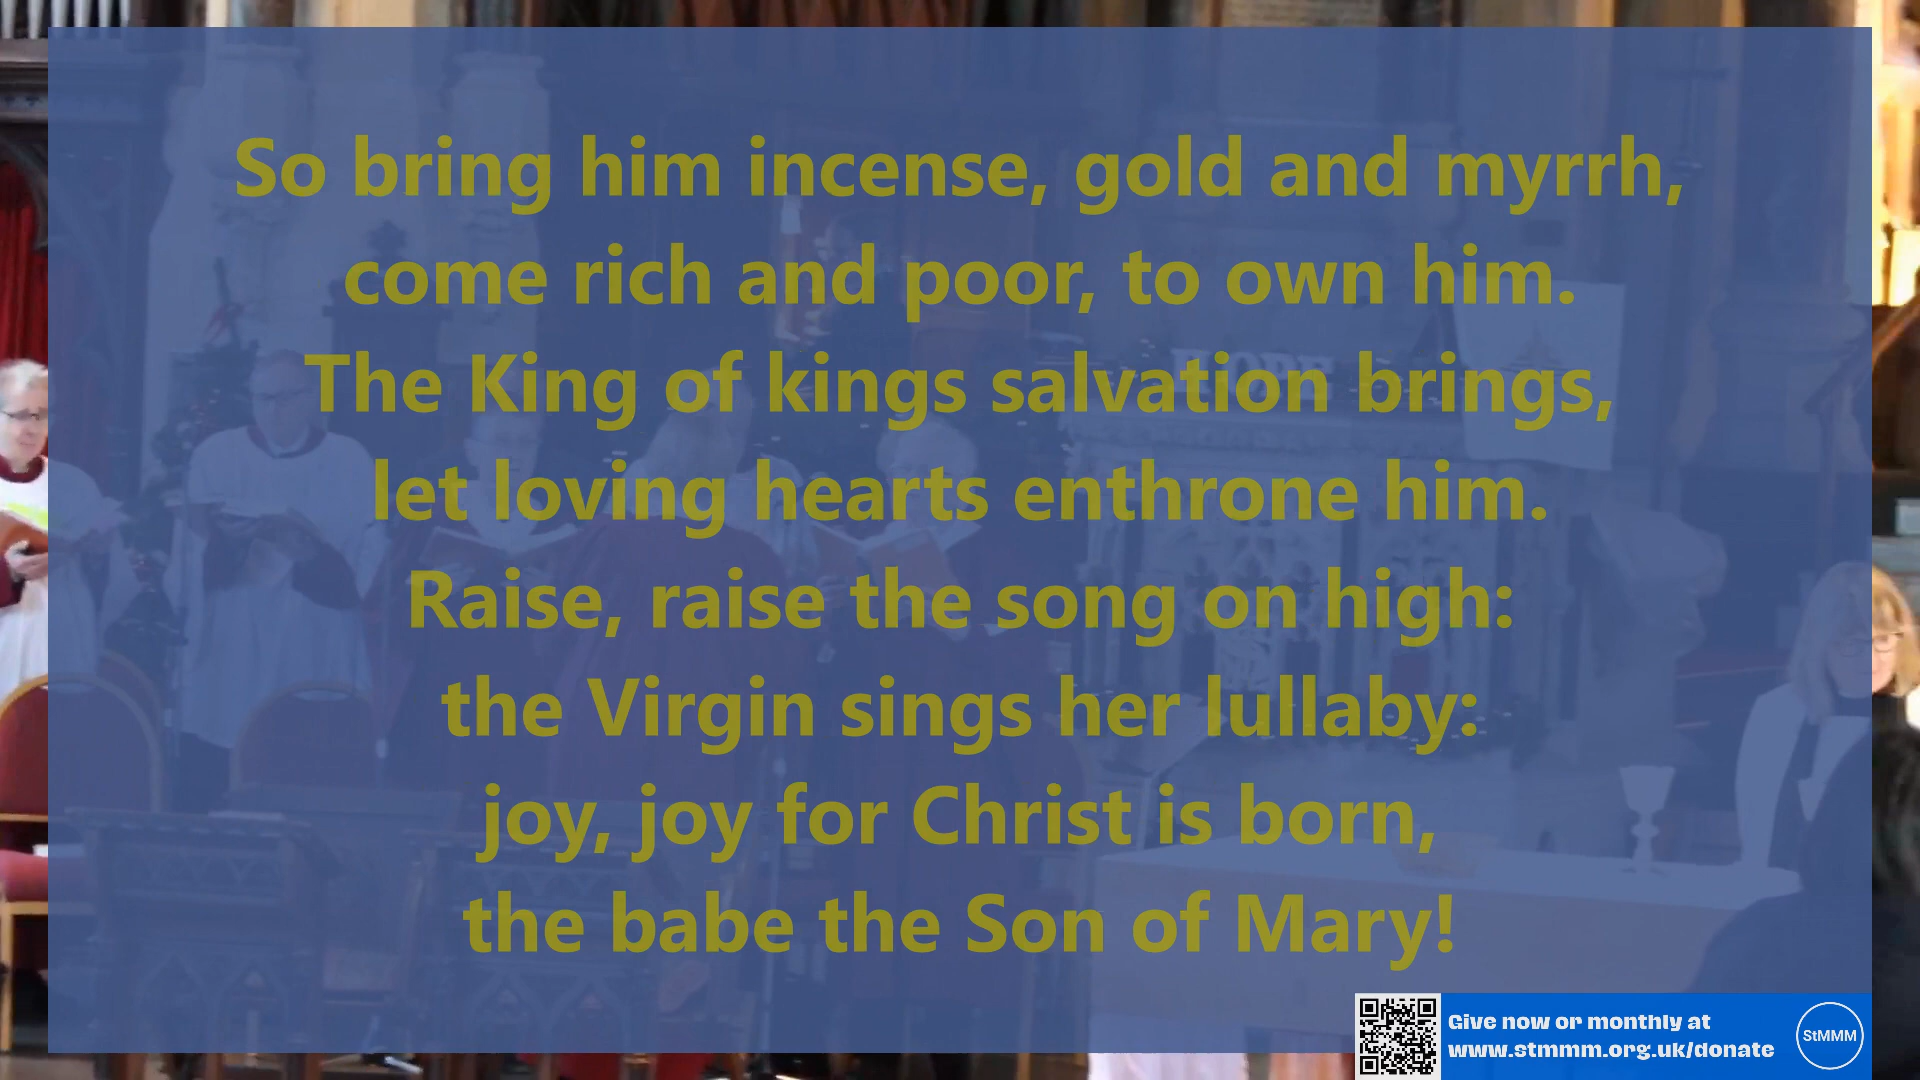 So bring him incense, gold and myrrh,
come rich and poor, to own him.
The King of kings salvation brings,
HOPE
let loving hearts enthrone him.
Raise, raise the song on high:
the Virgin sings her lullaby:
joy, joy for Christ is born,
the babe the Son of Mary!
Give now or monthly at
www.stmmm.org.uk/donate
StMMM